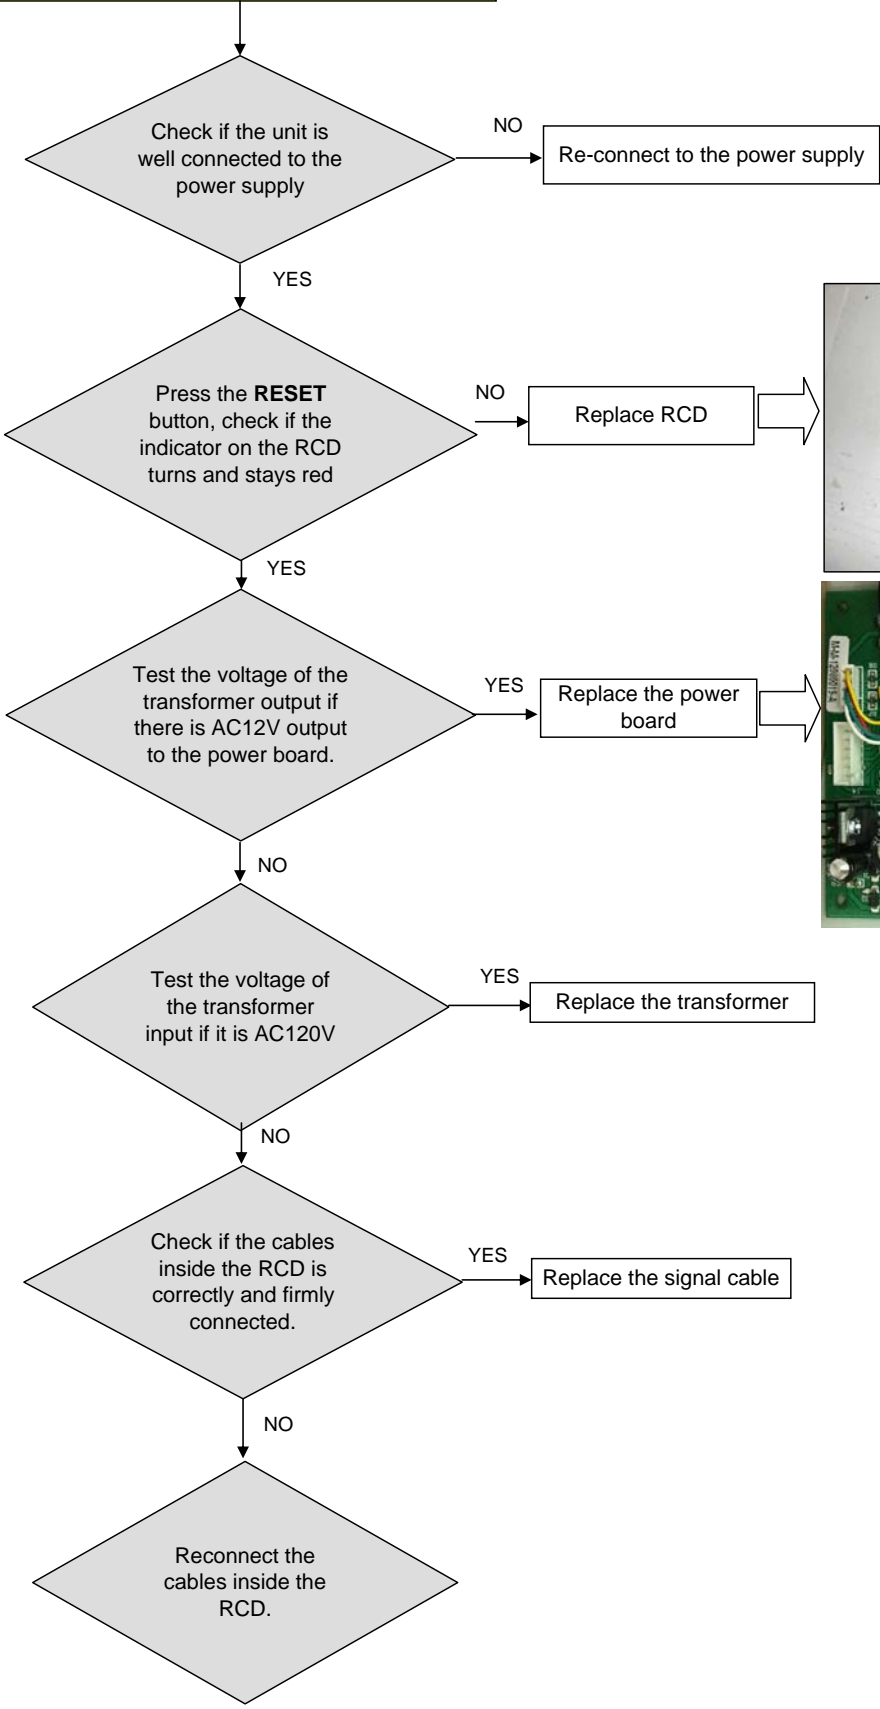 Check if the unit is
well connected to the
power supply
NO
Re-connect to the power supply
YES
Press the RESET
button, check if the
indicator on the RCD
turns and stays red
NO
Replace RCD
YES
Test the voltage of the
transformer output if
there is AC12V output
to the power board.
YES
Replace the power
board
NO
Test the voltage of
the transformer
input if it is AC120V
YES
Replace the transformer
NO
Check if the cables
inside the RCD is
correctly and firmly
connected.
YES
Replace the signal cable
NO
Reconnect the
cables inside the
RCD.